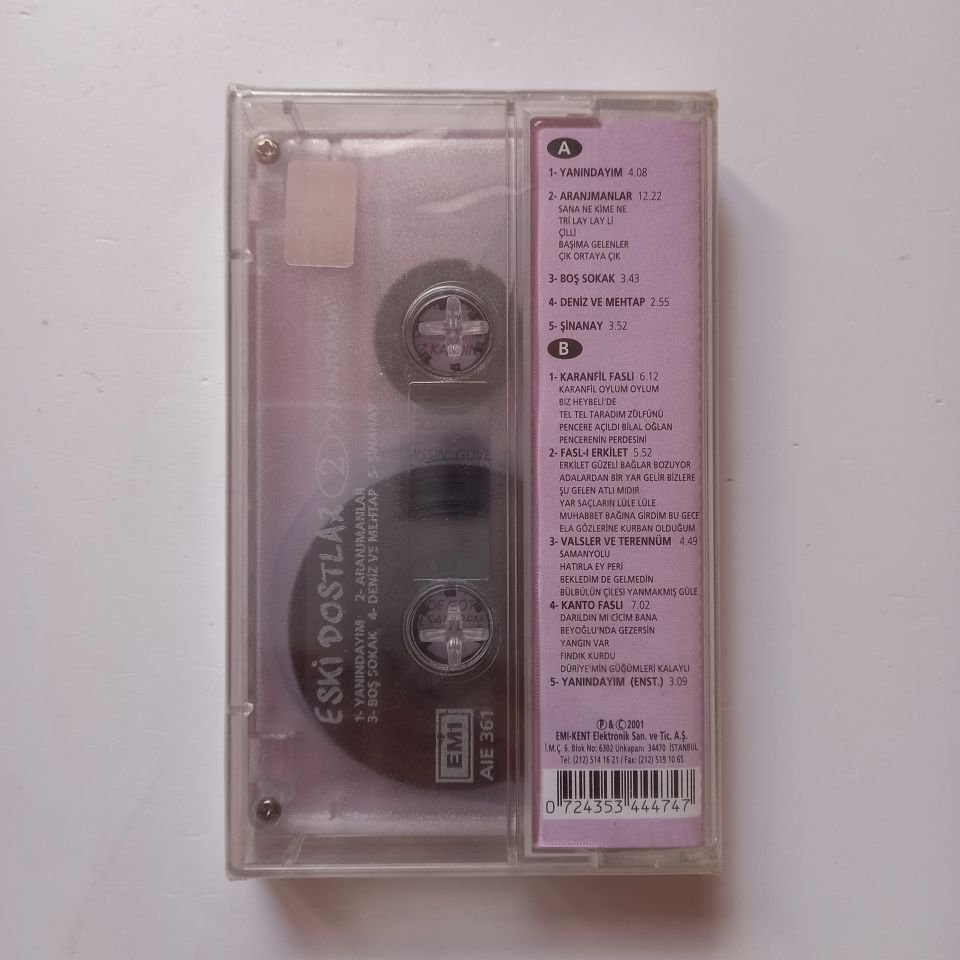 A
1- YANINDAYIM 4.08
2- ARANJMANLAR 12.22
SANA NE KİME NE
TRİ LAY LAY Lİ
ÇİLLİ
BAŞIMA GELENLER
ÇIK ORTAYA ÇIK
3- BOŞ SOKAK 3.43
4- DENİZ VE MEHTAP 2.55
5- ŞİNANAY 3.52
B
1- KARANFİL FASLI 6.12
KARANFİL OYLUM OYLUM
BİZ HEYBELİ'DE
TEL TEL TARADIM ZÜLFÜNÜ
PENCERE AÇILDI BİLAL OĞLAN
PENCERENİN PERDESİNİ
2- FASL-I ERKİLET 5.52
ERKİLET GÜZELİ BAĞLAR BOZUYOR
ADALARDAN BİR YAR GELİR BİZLERE
ŞU GELEN ATLI MIDIR
YAR SAÇLARIN LÜLE LÜLE
MUHABBET BAĞINA GİRDİM BU GECE
ELA GÖZLERİNE KURBAN OLDUĞUM
3- VALSLER VE TERENNÜM 4.49
SAMANYOLU
HATIRLA EY PERİ
BEKLEDİM DE GELMEDİN
BÜLBÜLÜN ÇİLESİ YANMAKMIŞ GÜLE
4- KANTO FASLI 7.02
DARILDIN MI CİCİM BANA
BEYOĞLU'NDA GEZERSİN
YANGIN VAR
FINDIK KURDU
DÜRİYE'MİN GÜĞÜMLERİ KALAYLI
5- YANINDAYIM (ENST.) 3.09
℗ & © 2001
EMI-KENT Elektronik San. ve Tic. A.Ş.
İ.M.Ç. 6. Blok No: 6302 Unkapanı 34470 İSTANBUL
Tel: (212) 514 16 21 / Fax: (212) 519 10 65
0 724353 444747
ESKİ DOSTLAR 2
1- YANINDAYIM 2- ARANJMANLAR
3- BOŞ SOKAK 4- DENİZ VE MEHTAP 5- ŞİNANAY
EMI
AIE 361